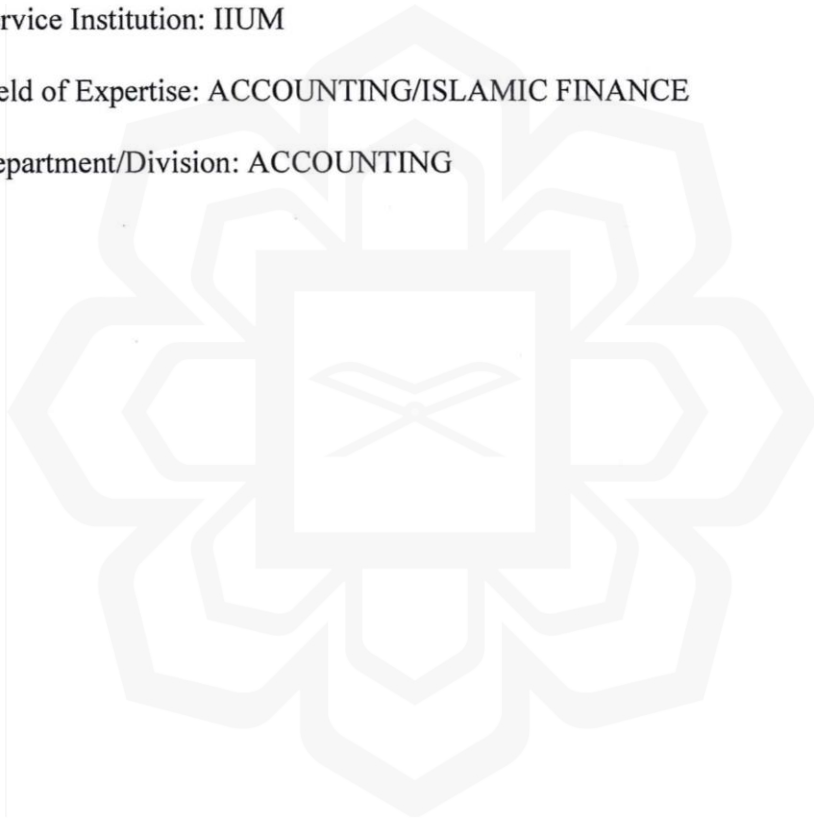 rvice Institution: IIUM
eld of Expertise: ACCOUNTING/ISLAMIC FINANCE
epartment/Division: ACCOUNTING